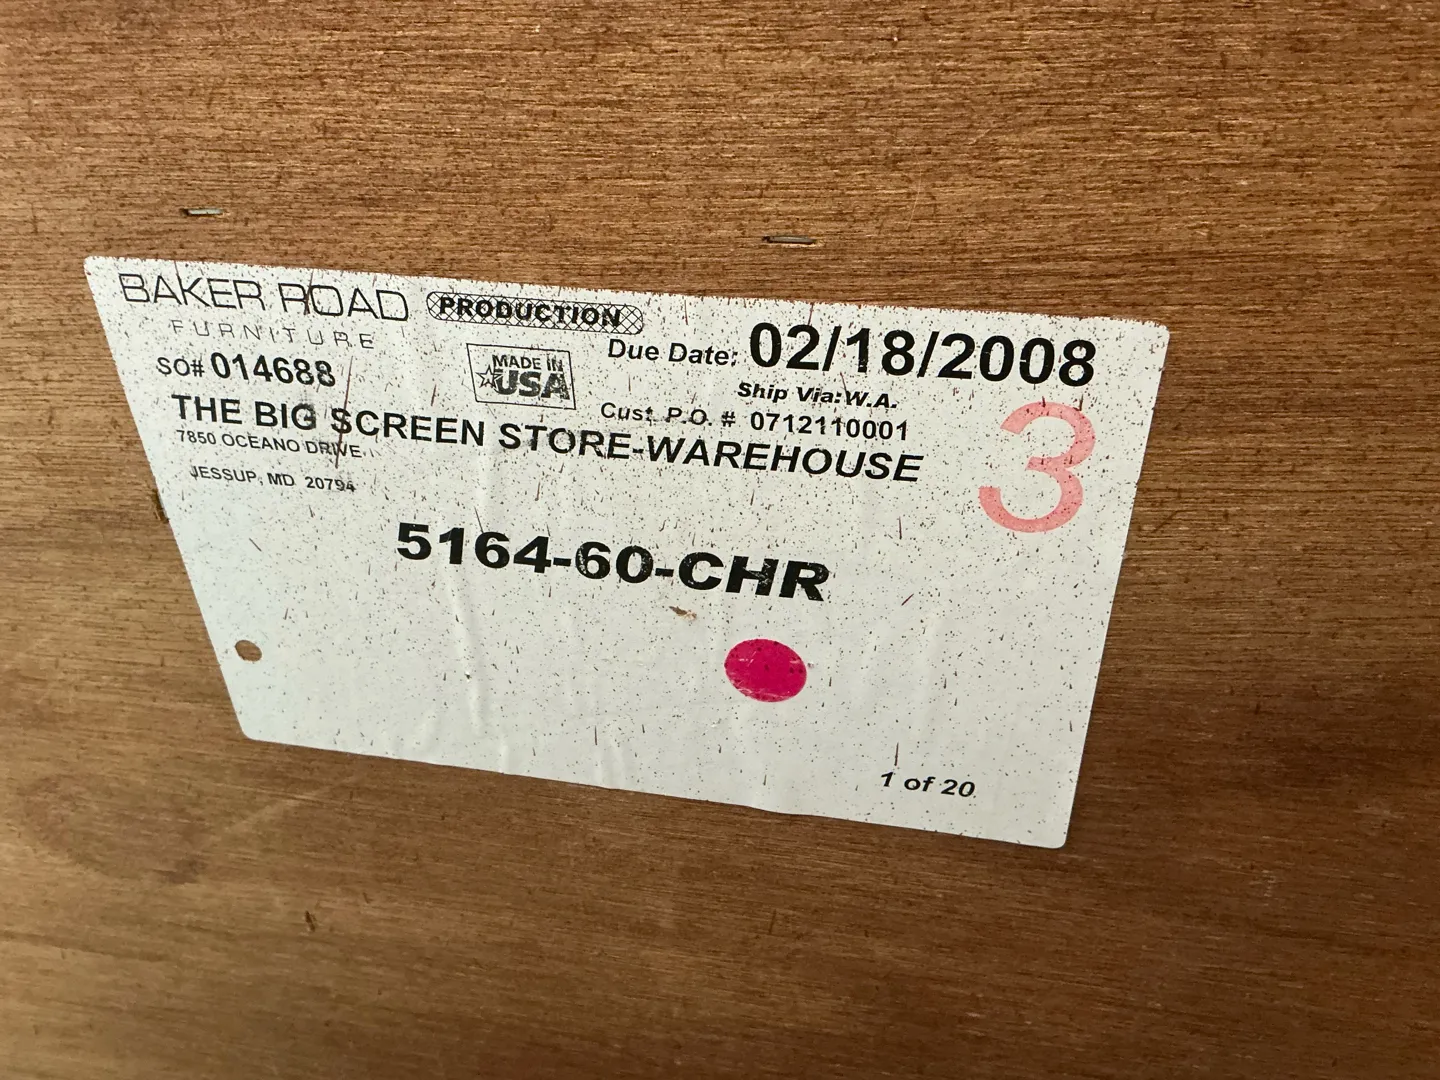 BAKER ROAD
FURNITURE
PRODUCTION
SO# 014688
MADE IN
USA
Due Date: 02/18/2008
Ship Via:W.A.
Cust. P.O. # 0712110001
3
THE BIG SCREEN STORE-WAREHOUSE
7850 OCEANO DRIVE
JESSUP, MD 20794
5164-60-CHR
1 of 20